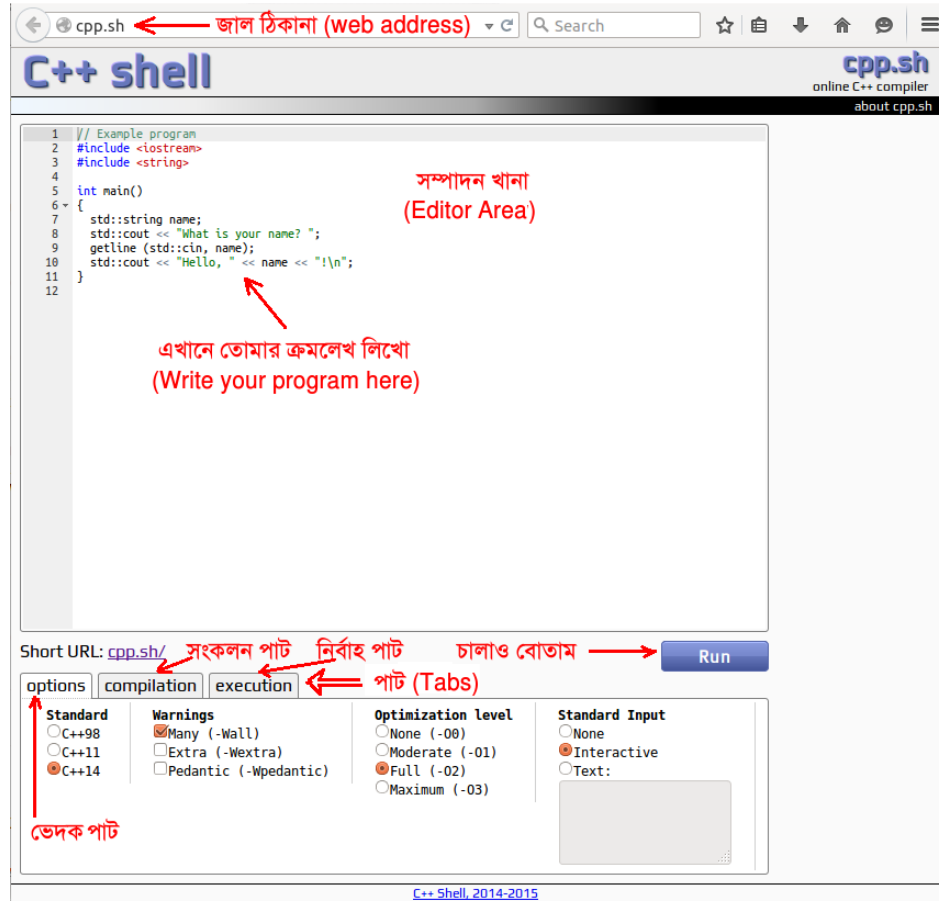 cpp.sh জাল ঠিকানা (web address) Search
C++ shell
cpp.sh
online C++ compiler
about cpp.sh
1 // Example program
2 #include <iostream>
3 #include <string>
4
5 int main()
6 {
7 std::string name;
8 std::cout << "What is your name? ";
9 getline (std::cin, name);
10 std::cout << "Hello, " << name << "!\n";
11 }
12
সম্পাদন খানা
(Editor Area)
এখানে তোমার ক্রমলেখ লিখো
(Write your program here)
Short URL: cpp.sh/ সংকলন পাট নির্বাহ পাট চালাও বোতাম Run
options compilation execution পাট (Tabs)
Standard Warnings Optimization level Standard Input
C++98 Many (-Wall) None (-O0) None
C++11 Extra (-Wextra) Moderate (-O1) Interactive
C++14 Pedantic (-Wpedantic) Full (-O2) Text:
Maximum (-O3)
ভেদক পাট
C++ Shell, 2014-2015